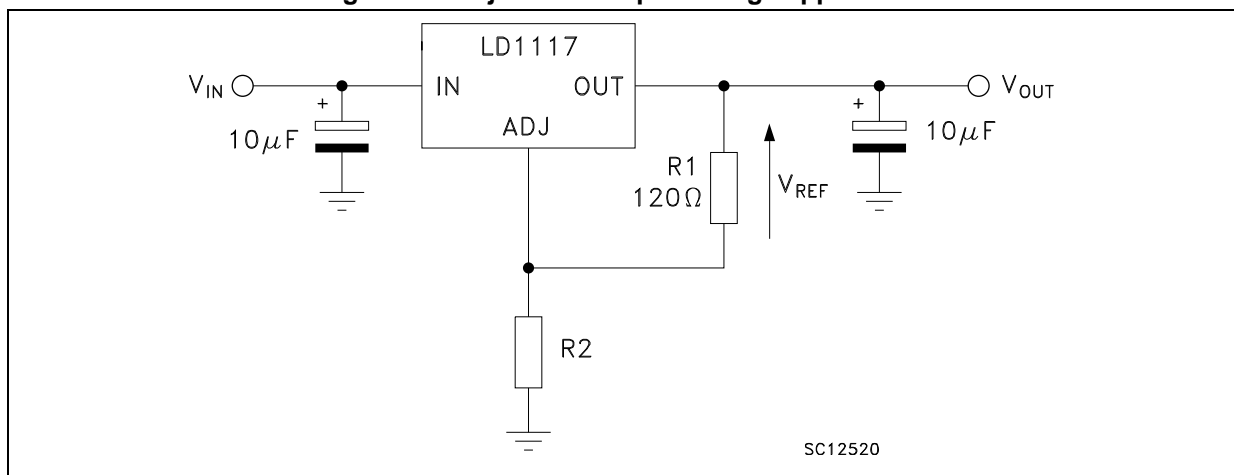 LD1117
V_IN
IN
OUT
V_OUT
+
+
10μF
ADJ
10μF
R1
120Ω
V_REF
R2
SC12520